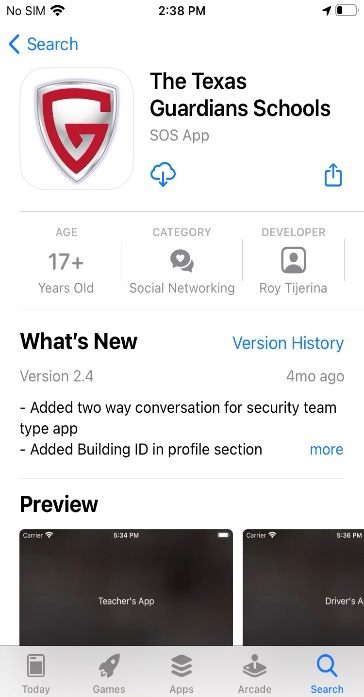 No SIM 2:38 PM
Search
The Texas
Guardians Schools
SOS App
AGE CATEGORY DEVELOPER
17+
Years Old Social Networking Roy Tijerina
What's New Version History
Version 2.4 4mo ago
- Added two way conversation for security team
type app
- Added Building ID in profile section more
Preview
Carrier 5:34 PM Carrier 5:36 PM
Teacher's App Driver's A
Today Games Apps Arcade Search